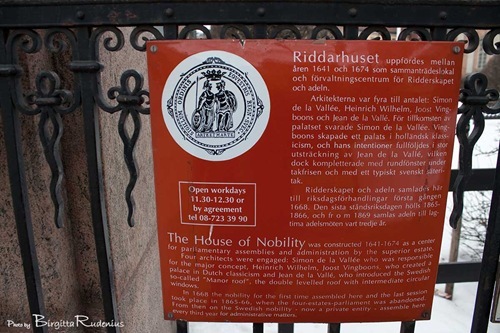 Riddarhuset uppfördes mellan
åren 1641 och 1674 som sammanträdeslokal
och förvaltningscentrum för Ridderskapet
och adeln.
Arkitekterna var fyra till antalet: Simon
de la Vallée, Heinrich Wilhelm, Joost Ving-
boons och Jean de la Vallé. För tillkomsten av
palatset svarade Simon de la Vallée. Ving-
boons skapade ett palats i holländsk klass-
icism, och hans intentioner fullföljdes i stor
utsträckning av Jean de la Vallé, vilken
dock kompletterade med rundfönster under
takfrisen och med ett typiskt svenskt säteri-
tak.
Ridderskapet och adeln samlades här
till riksdagsförhandlingar första gången
1668. Den sista ståndsriksdagen hölls 1865-
1866, och fr o m 1869 samlas adeln till lag-
tima adelsmöten vart tredje år.
Open workdays
11.30-12.30 or
by agreement
tel 08-723 39 90
The House of Nobility was constructed 1641-1674 as a center
for parliamentary assemblies and administration by the superior estate.
Four architects were engaged: Simon de la Vallée who was responsible
for the major concept, Heinrich Wilhelm, Joost Vingboons, who created a
palace in Dutch classicism and Jean de la Vallé, who introduced the Swedish
so-called "Manor roof", the double levelled roof with intermediate circular
windows.
In 1668 the nobility for the first time assembled here and the last session
took place in 1865-66, when the four-estates-parliament was abandoned.
From then on the Swedish nobility - now a private entity - assemble here
every third year for administrative matters.
Photo by Birgitta Rudenius